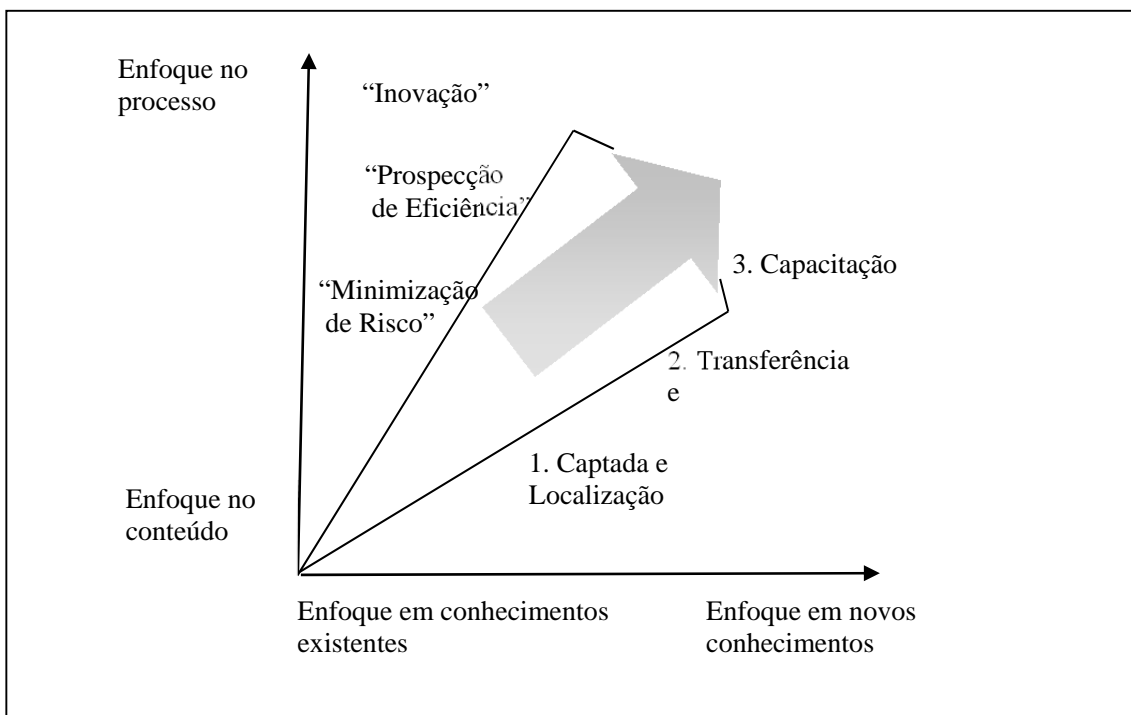 Enfoque no
processo
“Inovação”
“Prospecção
de Eficiência”
“Minimização
de Risco”
3. Capacitação
2. Transferência
e
1. Captada e
Localização
Enfoque no
conteúdo
Enfoque em conhecimentos
existentes
Enfoque em novos
conhecimentos